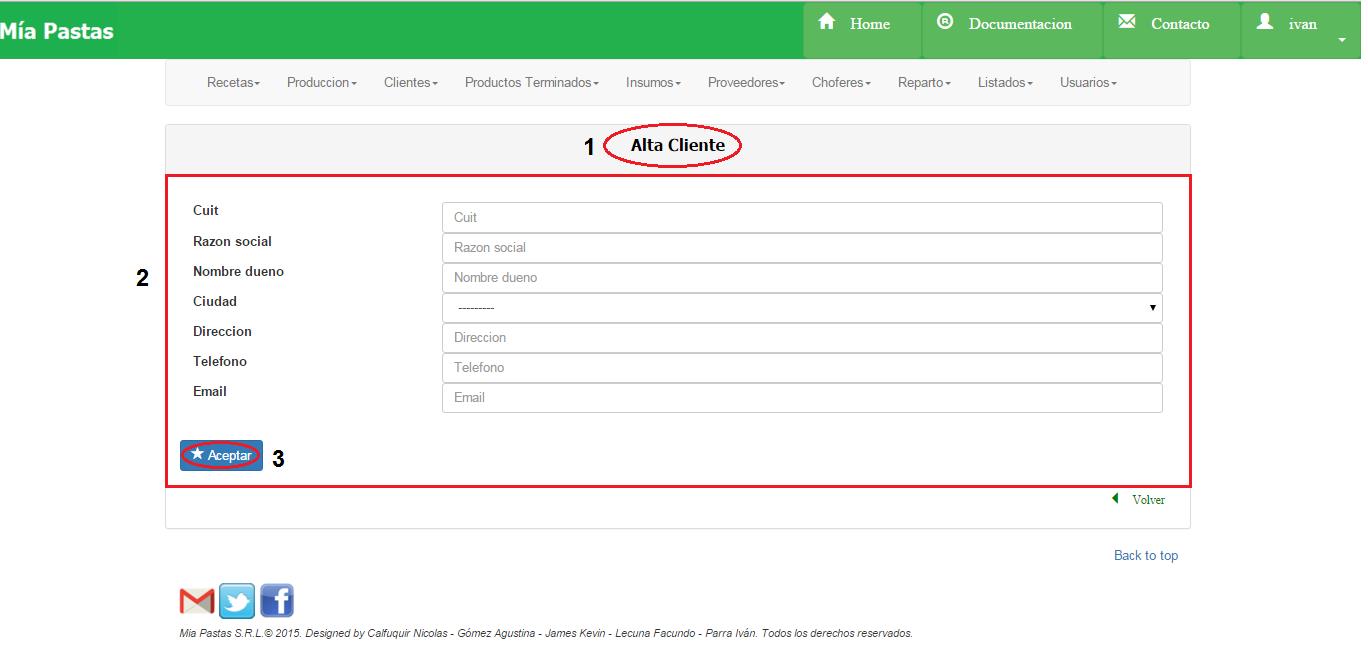 Mía Pastas Home Documentacion Contacto ivan
Recetas Produccion Clientes Productos Terminados Insumos Proveedores Choferes Reparto Listados Usuarios
1 Alta Cliente
Cuit Cuit
Razon social Razon social
Nombre dueno Nombre dueno
2
Ciudad ---------
Direccion Direccion
Telefono Telefono
Email Email
Aceptar 3
Volver
Back to top
Mia Pastas S.R.L.© 2015. Designed by Calfuquir Nicolas - Gómez Agustina - James Kevin - Lecuna Facundo - Parra Iván. Todos los derechos reservados.